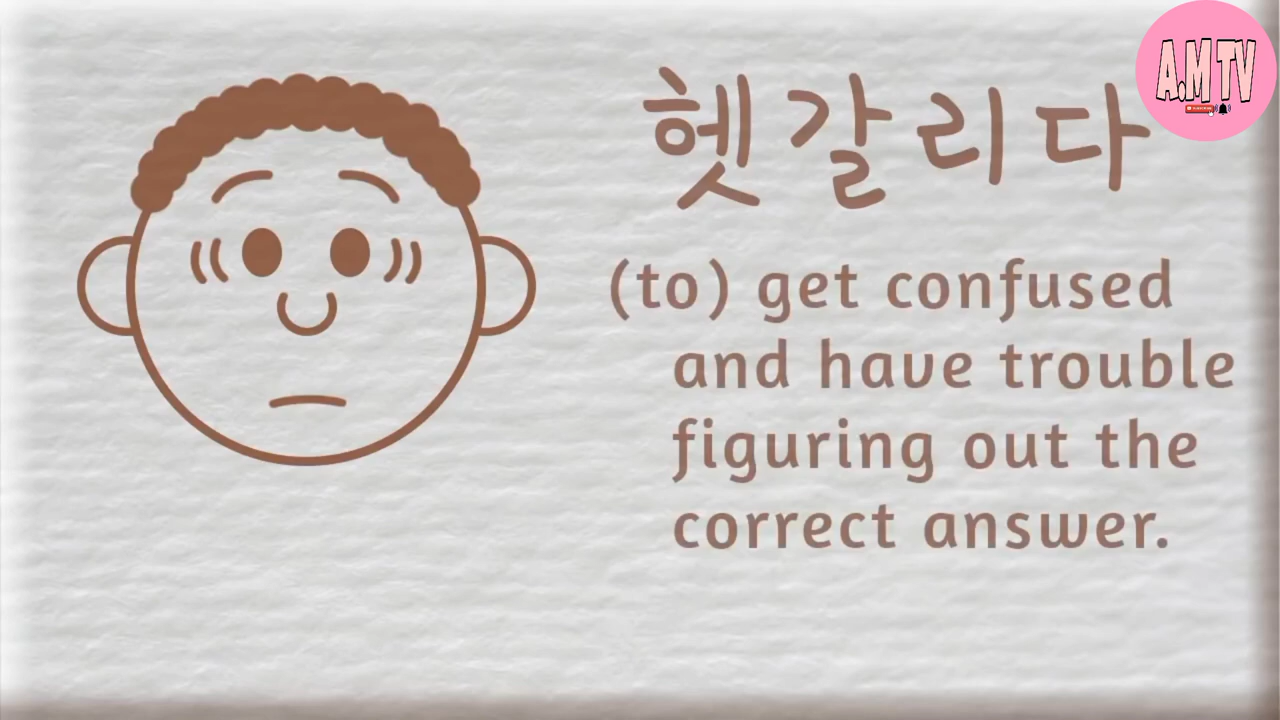 헷갈리다
(to) get confused
and have trouble
figuring out the
correct answer.
A.M TV